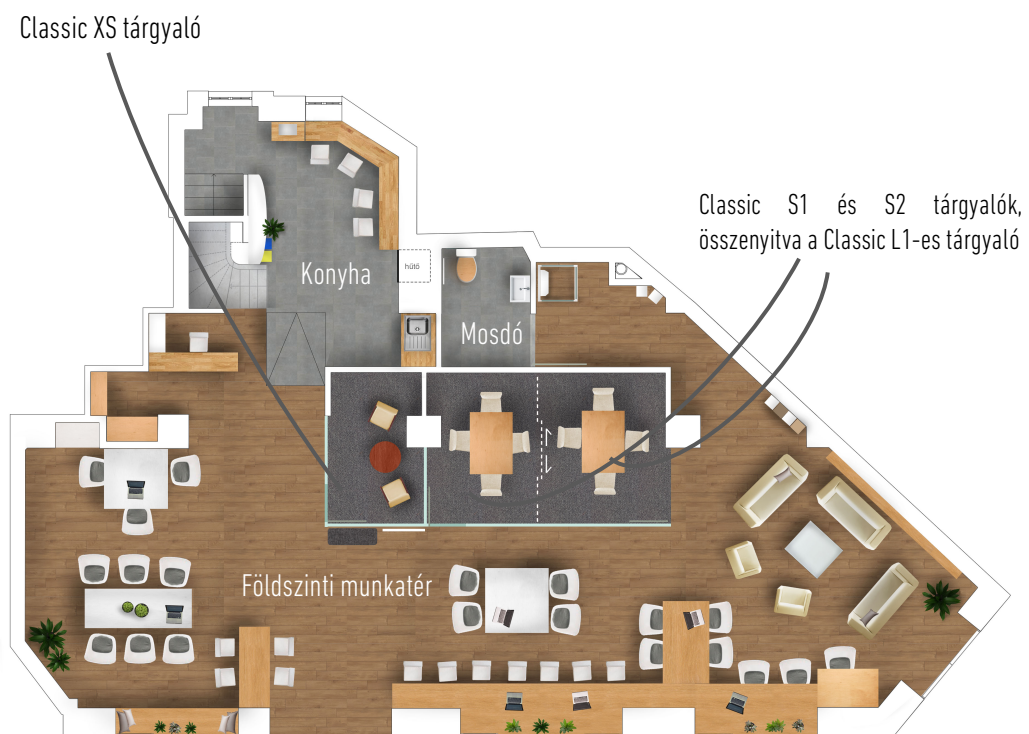 Classic XS tárgyaló
Classic S1 és S2 tárgyalók,
összenyitva a Classic L1-es tárgyaló
hűtő
Konyha
Mosdó
Földszinti munkatér